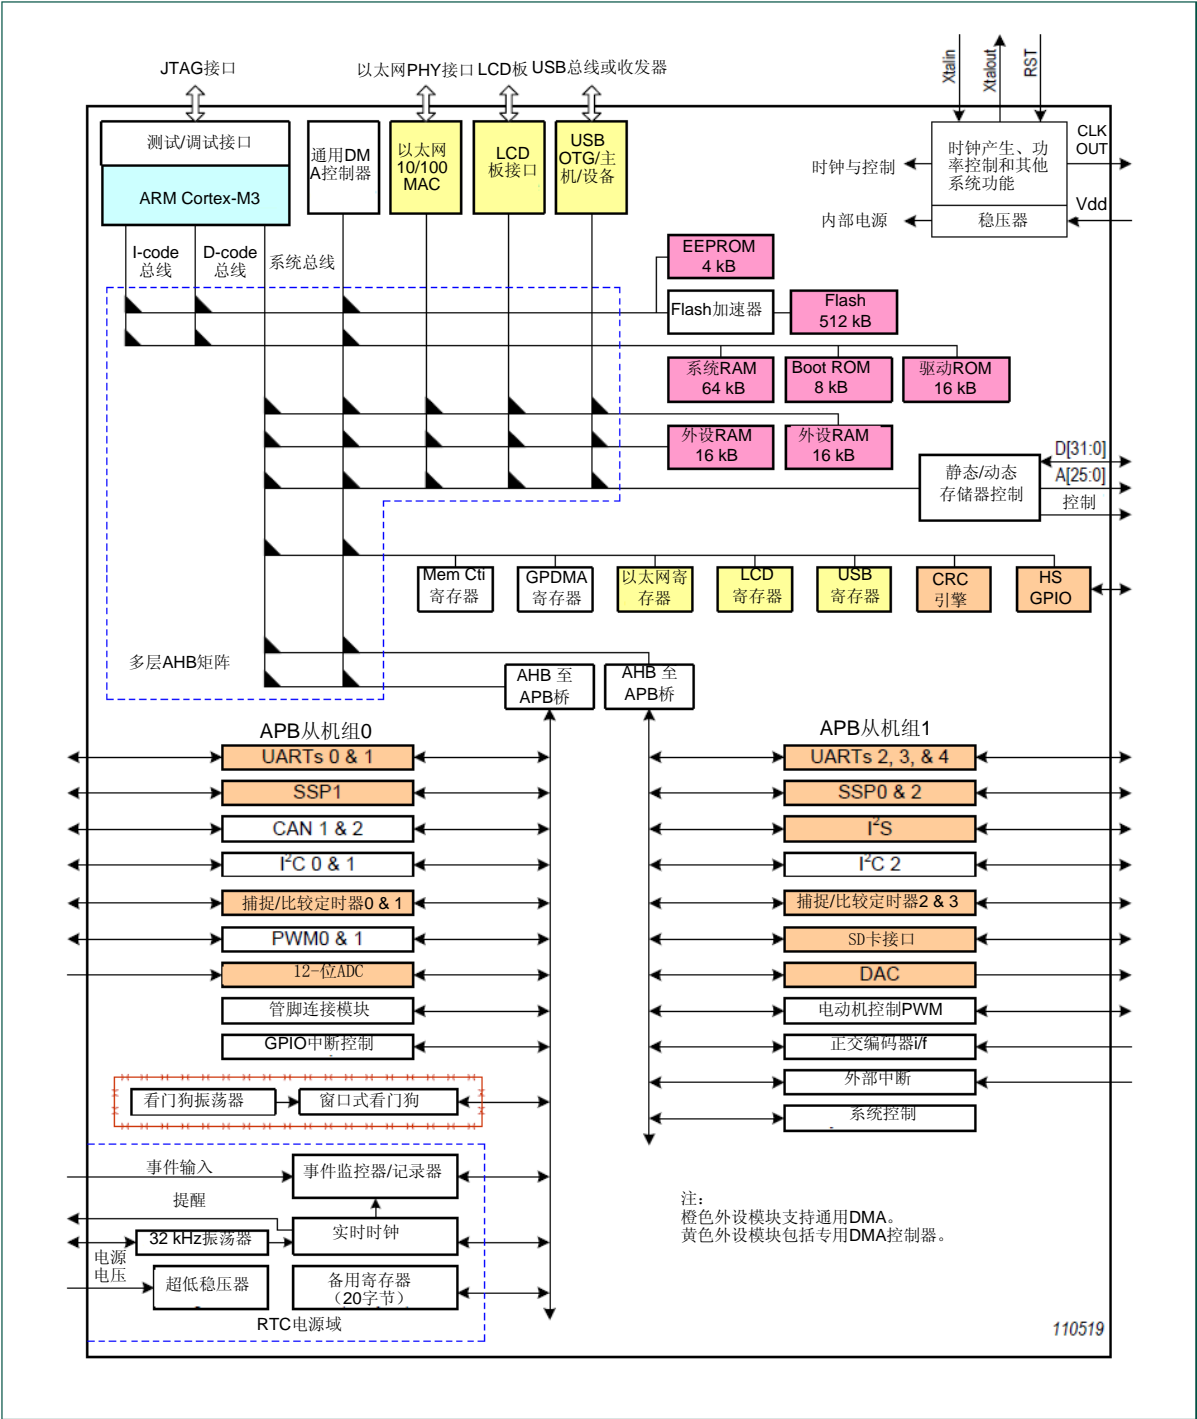 JTAG接口
以太网PHY接口
LCD板
USB总线或收发器
Xtalin
Xtalout
RST
测试/调试接口
ARM Cortex-M3
通用DM
A控制器
以太网
10/100
MAC
LCD
板接口
USB
OTG/主
机/设备
时钟与控制
时钟产生、功
率控制和其他
系统功能
CLK
OUT
内部电源
稳压器
Vdd
I-code
总线
D-code
总线
系统总线
EEPROM
4 kB
Flash加速器
Flash
512 kB
系统RAM
64 kB
Boot ROM
8 kB
驱动ROM
16 kB
外设RAM
16 kB
外设RAM
16 kB
静态/动态
存储器控制
D[31:0]
A[25:0]
控制
Mem Ctl
寄存器
GPDMA
寄存器
以太网寄
存器
LCD
寄存器
USB
寄存器
CRC
引擎
HS
GPIO
多层AHB矩阵
AHB 至
APB桥
AHB 至
APB桥
APB从机组0
UARTs 0 & 1
SSP1
CAN 1 & 2
I²C 0 & 1
捕捉/比较定时器0 & 1
PWM0 & 1
12-位ADC
管脚连接模块
GPIO中断控制
看门狗振荡器
窗口式看门狗
APB从机组1
UARTs 2, 3, & 4
SSP0 & 2
I²S
I²C 2
捕捉/比较定时器2 & 3
SD卡接口
DAC
电动机控制PWM
正交编码器i/f
外部中断
系统控制
事件输入
事件监控器/记录器
提醒
实时时钟
32 kHz振荡器
电源
电压
超低稳压器
备用寄存器
（20字节）
RTC电源域
注：
橙色外设模块支持通用DMA。
黄色外设模块包括专用DMA控制器。
110519